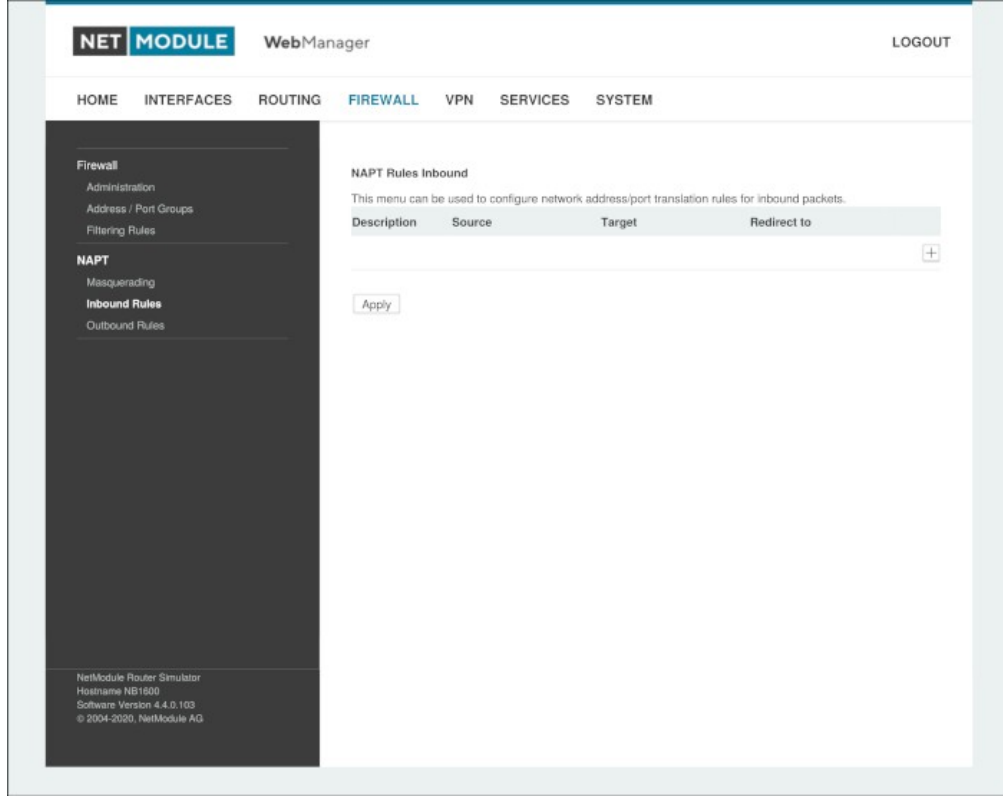 NET MODULE WebManager LOGOUT
HOME INTERFACES ROUTING FIREWALL VPN SERVICES SYSTEM
Firewall
Administration
Address / Port Groups
Filtering Rules
NAPT
Masquerading
Inbound Rules
Outbound Rules
NAPT Rules Inbound
This menu can be used to configure network address/port translation rules for inbound packets.
Description Source Target Redirect to
+
Apply
NetModule Router Simulator
Hostname NB1600
Software Version 4.4.0.103
© 2004-2020, NetModule AG